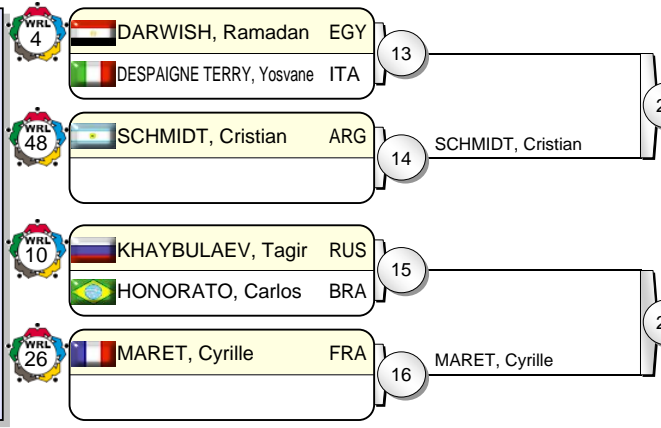 WRL
4
DARWISH, Ramadan EGY
DESPAIGNE TERRY, Yosvane ITA
13
WRL
48
SCHMIDT, Cristian ARG
14
SCHMIDT, Cristian
WRL
10
KHAYBULAEV, Tagir RUS
HONORATO, Carlos BRA
15
WRL
26
MARET, Cyrille FRA
16
MARET, Cyrille